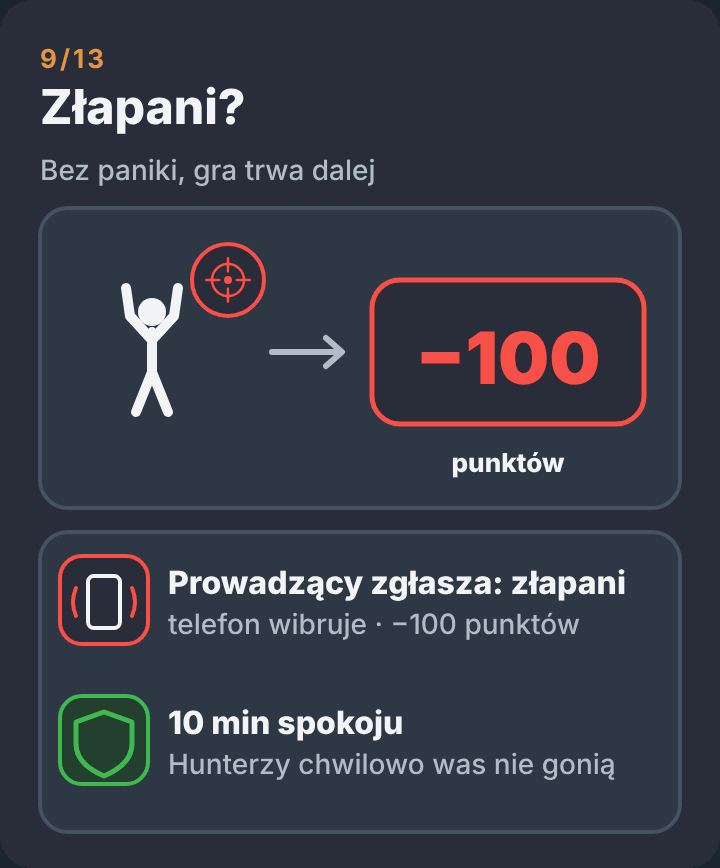 9/13
Złapani?
Bez paniki, gra trwa dalej
−100
punktów
Prowadzący zgłasza: złapani
telefon wibruje · −100 punktów
10 min spokoju
Hunterzy chwilowo was nie gonią